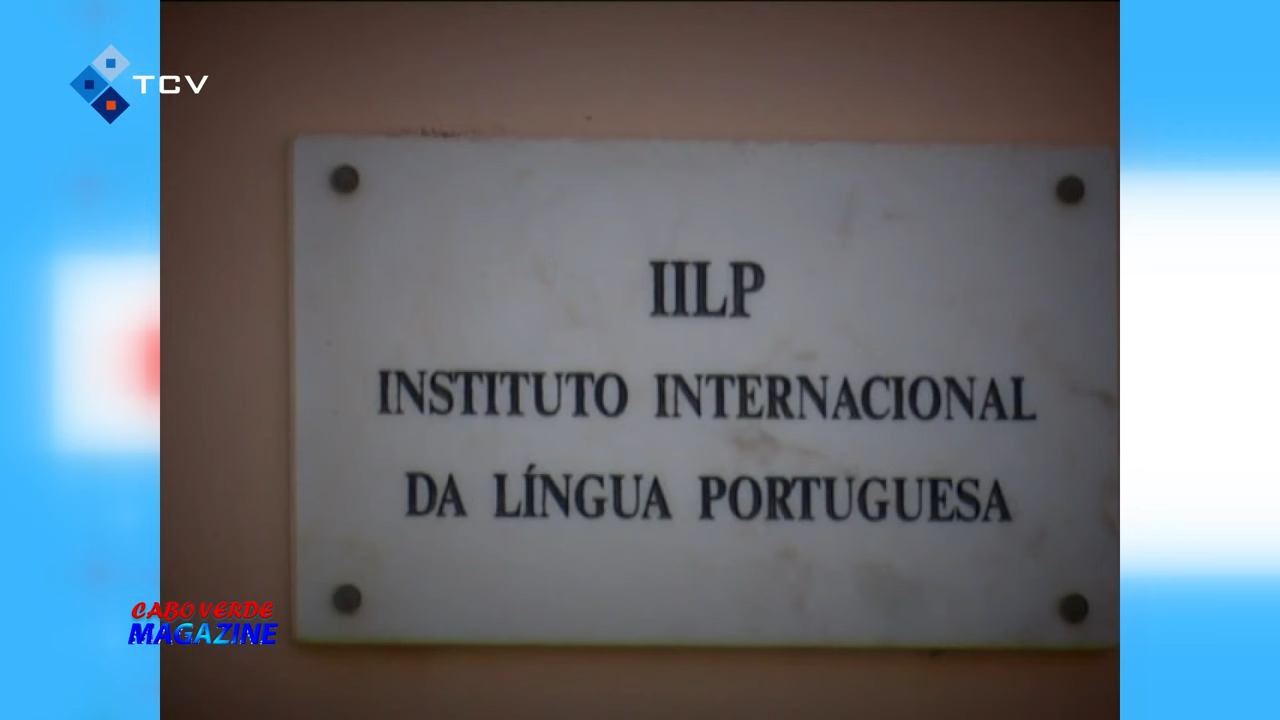 TCV
IILP
INSTITUTO INTERNACIONAL
DA LÍNGUA PORTUGUESA
CABO VERDE
MAGAZINE